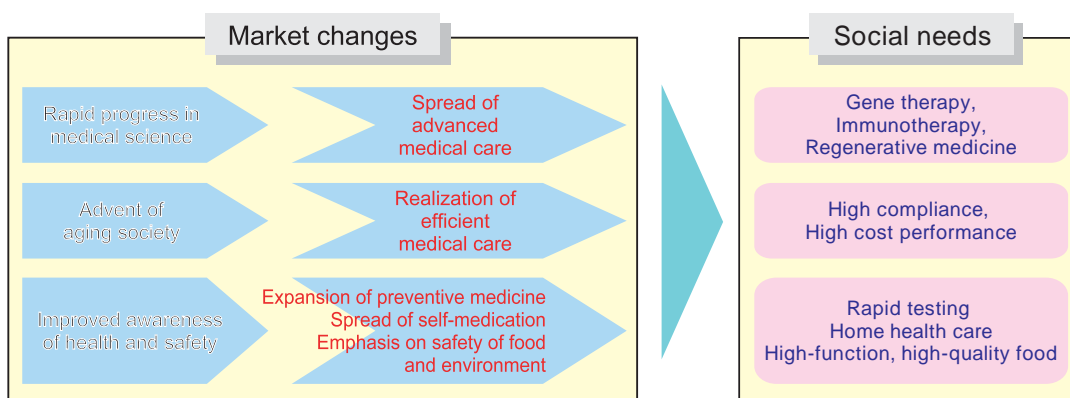 Market changes
Rapid progress in
medical science
Spread of
advanced
medical care
Advent of
aging society
Realization of
efficient
medical care
Improved awareness
of health and safety
Expansion of preventive medicine
Spread of self-medication
Emphasis on safety of food
and environment
Social needs
Gene therapy,
Immunotherapy,
Regenerative medicine
High compliance,
High cost performance
Rapid testing
Home health care
High-function, high-quality food